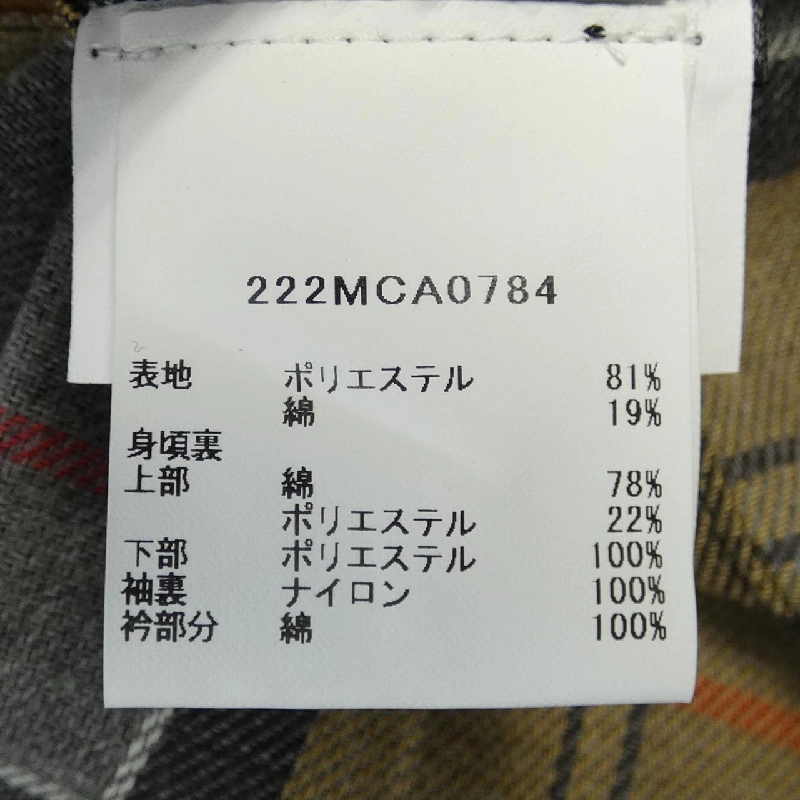 222MCA0784
表地 ポリエステル 81%
綿 19%
身頃裏
上部 綿 78%
ポリエステル 22%
下部 ポリエステル 100%
袖裏 ナイロン 100%
衿部分 綿 100%